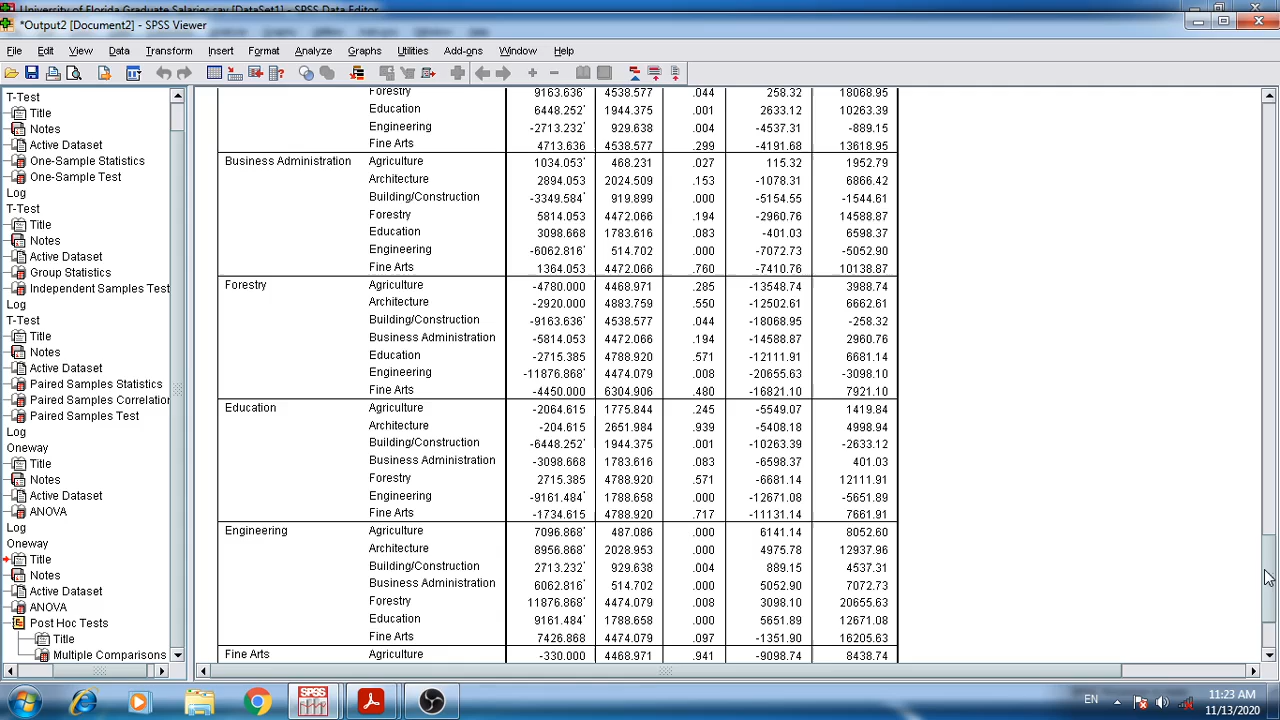 University of Florida Graduate Salaries.sav [DataSet1] - SPSS Data Editor
*Output2 [Document2] - SPSS Viewer
File Edit View Data Transform Insert Format Analyze Graphs Utilities Add-ons Window Help
T-Test
Title
Notes
Active Dataset
One-Sample Statistics
One-Sample Test
Log
T-Test
Title
Notes
Active Dataset
Group Statistics
Independent Samples Test
Log
T-Test
Title
Notes
Active Dataset
Paired Samples Statistics
Paired Samples Correlation
Paired Samples Test
Log
Oneway
Title
Notes
Active Dataset
ANOVA
Log
Oneway
Title
Notes
Active Dataset
ANOVA
Post Hoc Tests
Title
Multiple Comparisons
Forestry 9163.636* 4538.577 .044 258.32 18068.95
Education 6448.252* 1944.375 .001 2633.12 10263.39
Engineering -2713.232* 929.638 .004 -4537.31 -889.15
Fine Arts 4713.636 4538.577 .299 -4191.68 13618.95
Business Administration Agriculture 1034.053* 468.231 .027 115.32 1952.79
Architecture 2894.053 2024.509 .153 -1078.31 6866.42
Building/Construction -3349.584* 919.899 .000 -5154.55 -1544.61
Forestry 5814.053 4472.066 .194 -2960.76 14588.87
Education 3098.668 1783.616 .083 -401.03 6598.37
Engineering -6062.816* 514.702 .000 -7072.73 -5052.90
Fine Arts 1364.053 4472.066 .760 -7410.76 10138.87
Forestry Agriculture -4780.000 4468.971 .285 -13548.74 3988.74
Architecture -2920.000 4883.759 .550 -12502.61 6662.61
Building/Construction -9163.636* 4538.577 .044 -18068.95 -258.32
Business Administration -5814.053 4472.066 .194 -14588.87 2960.76
Education -2715.385 4788.920 .571 -12111.91 6681.14
Engineering -11876.868* 4474.079 .008 -20655.63 -3098.10
Fine Arts -4450.000 6304.906 .480 -16821.10 7921.10
Education Agriculture -2064.615 1775.844 .245 -5549.07 1419.84
Architecture -204.615 2651.984 .939 -5408.18 4998.94
Building/Construction -6448.252* 1944.375 .001 -10263.39 -2633.12
Business Administration -3098.668 1783.616 .083 -6598.37 401.03
Forestry 2715.385 4788.920 .571 -6681.14 12111.91
Engineering -9161.484* 1788.658 .000 -12671.08 -5651.89
Fine Arts -1734.615 4788.920 .717 -11131.14 7661.91
Engineering Agriculture 7096.868* 487.086 .000 6141.14 8052.60
Architecture 8956.868* 2028.953 .000 4975.78 12937.96
Building/Construction 2713.232* 929.638 .004 889.15 4537.31
Business Administration 6062.816* 514.702 .000 5052.90 7072.73
Forestry 11876.868* 4474.079 .008 3098.10 20655.63
Education 9161.484* 1788.658 .000 5651.89 12671.08
Fine Arts 7426.868 4474.079 .097 -1351.90 16205.63
Fine Arts Agriculture -330.000 4468.971 .941 -9098.74 8438.74
SPSS
EN
11:23 AM
11/13/2020